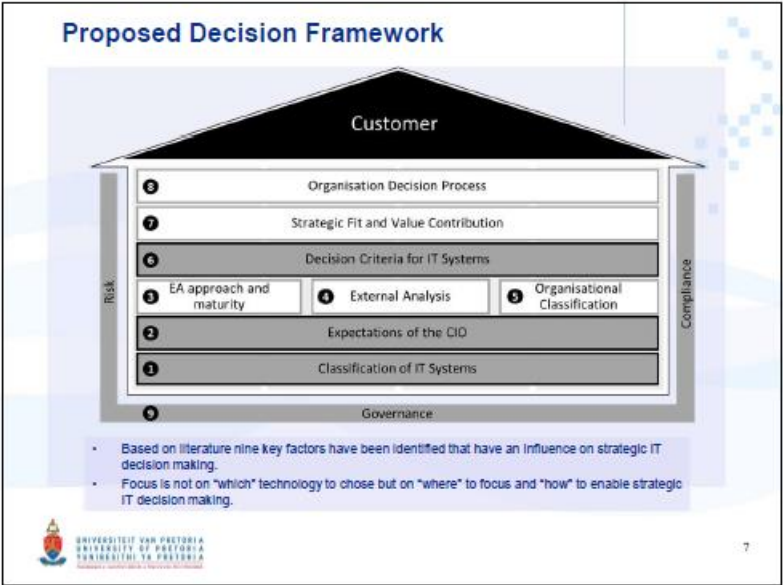 Proposed Decision Framework
Customer
8 Organisation Decision Process
7 Strategic Fit and Value Contribution
6 Decision Criteria for IT Systems
3 EA approach and
maturity
4 External Analysis
5 Organisational
Classification
2 Expectations of the CIO
1 Classification of IT Systems
9 Governance
Risk
Compliance
• Based on literature nine key factors have been identified that have an influence on strategic IT
decision making.
• Focus is not on “which” technology to chose but on “where” to focus and “how” to enable strategic
IT decision making.
UNIVERSITEIT VAN PRETORIA
UNIVERSITY OF PRETORIA
YUNIBESITHI YA PRETORIA
7